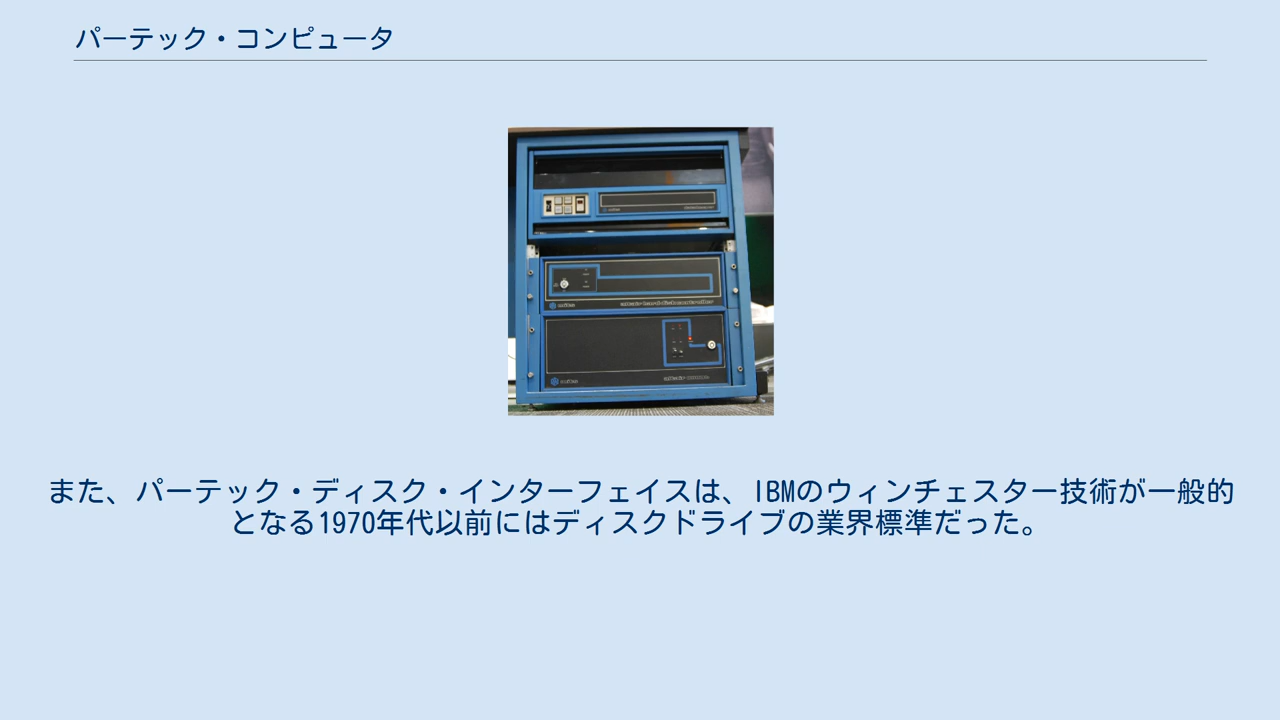 パーテック・コンピュータ
また、パーテック・ディスク・インターフェイスは、IBMのウィンチェスター技術が一般的
となる1970年代以前にはディスクドライブの業界標準だった。